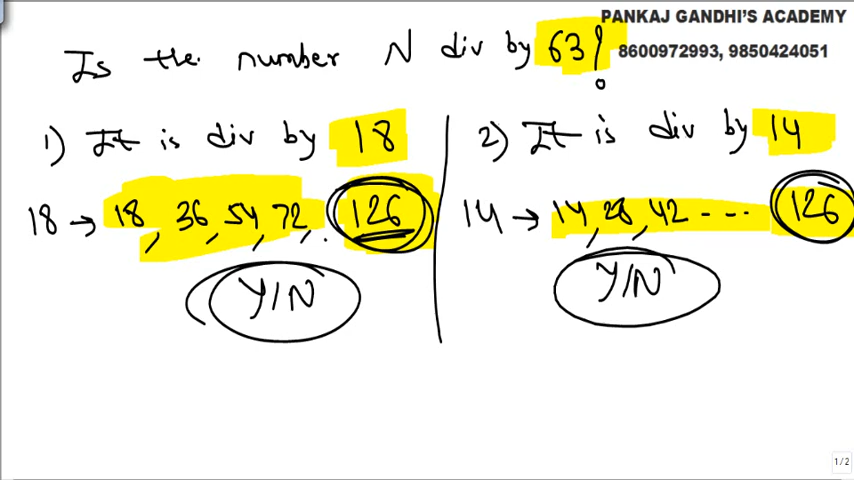 PANKAJ GANDHI'S ACADEMY
8600972993, 9850424051
Is the number N div by 63?
1) It is div by 18
18 → 18, 36, 54, 72, . 126
Y/N
2) It is div by 14
14 → 14, 28, 42 --- 126
Y/N
1/2